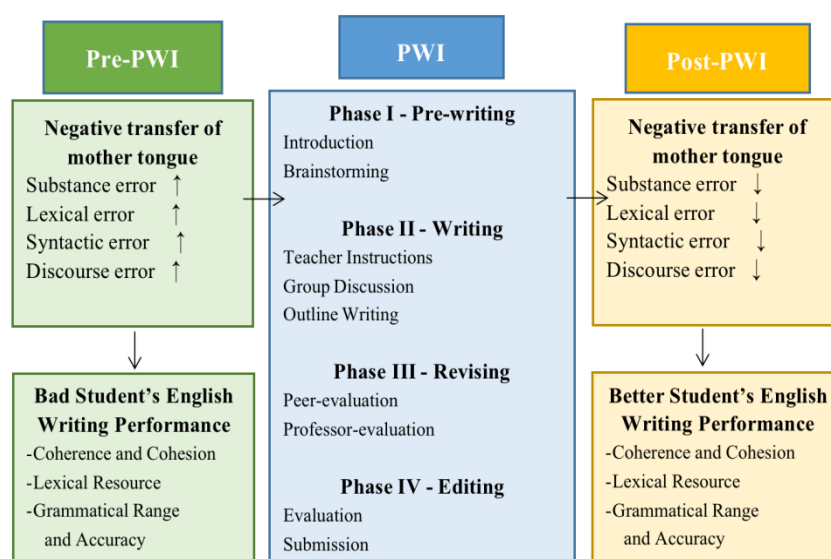 Pre-PWI
Negative transfer of
mother tongue
Substance error ↑
Lexical error ↑
Syntactic error ↑
Discourse error ↑
Bad Student's English
Writing Performance
-Coherence and Cohesion
-Lexical Resource
-Grammatical Range
and Accuracy
PWI
Phase I - Pre-writing
Introduction
Brainstorming
Phase II - Writing
Teacher Instructions
Group Discussion
Outline Writing
Phase III - Revising
Peer-evaluation
Professor-evaluation
Phase IV - Editing
Evaluation
Submission
Post-PWI
Negative transfer of
mother tongue
Substance error ↓
Lexical error ↓
Syntactic error ↓
Discourse error ↓
Better Student's English
Writing Performance
-Coherence and Cohesion
-Lexical Resource
-Grammatical Range
and Accuracy